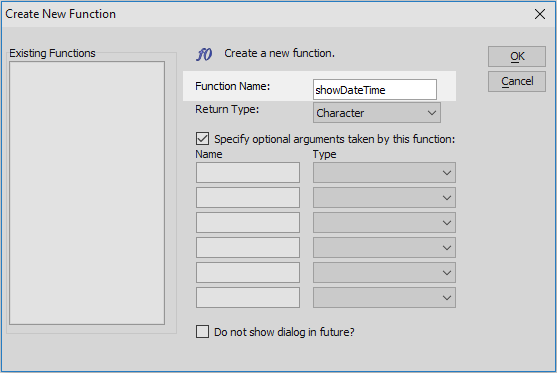 Create New Function
Existing Functions
f() Create a new function.
OK
Function Name: showDateTime
Cancel
Return Type: Character
Specify optional arguments taken by this function:
Name Type
Do not show dialog in future?